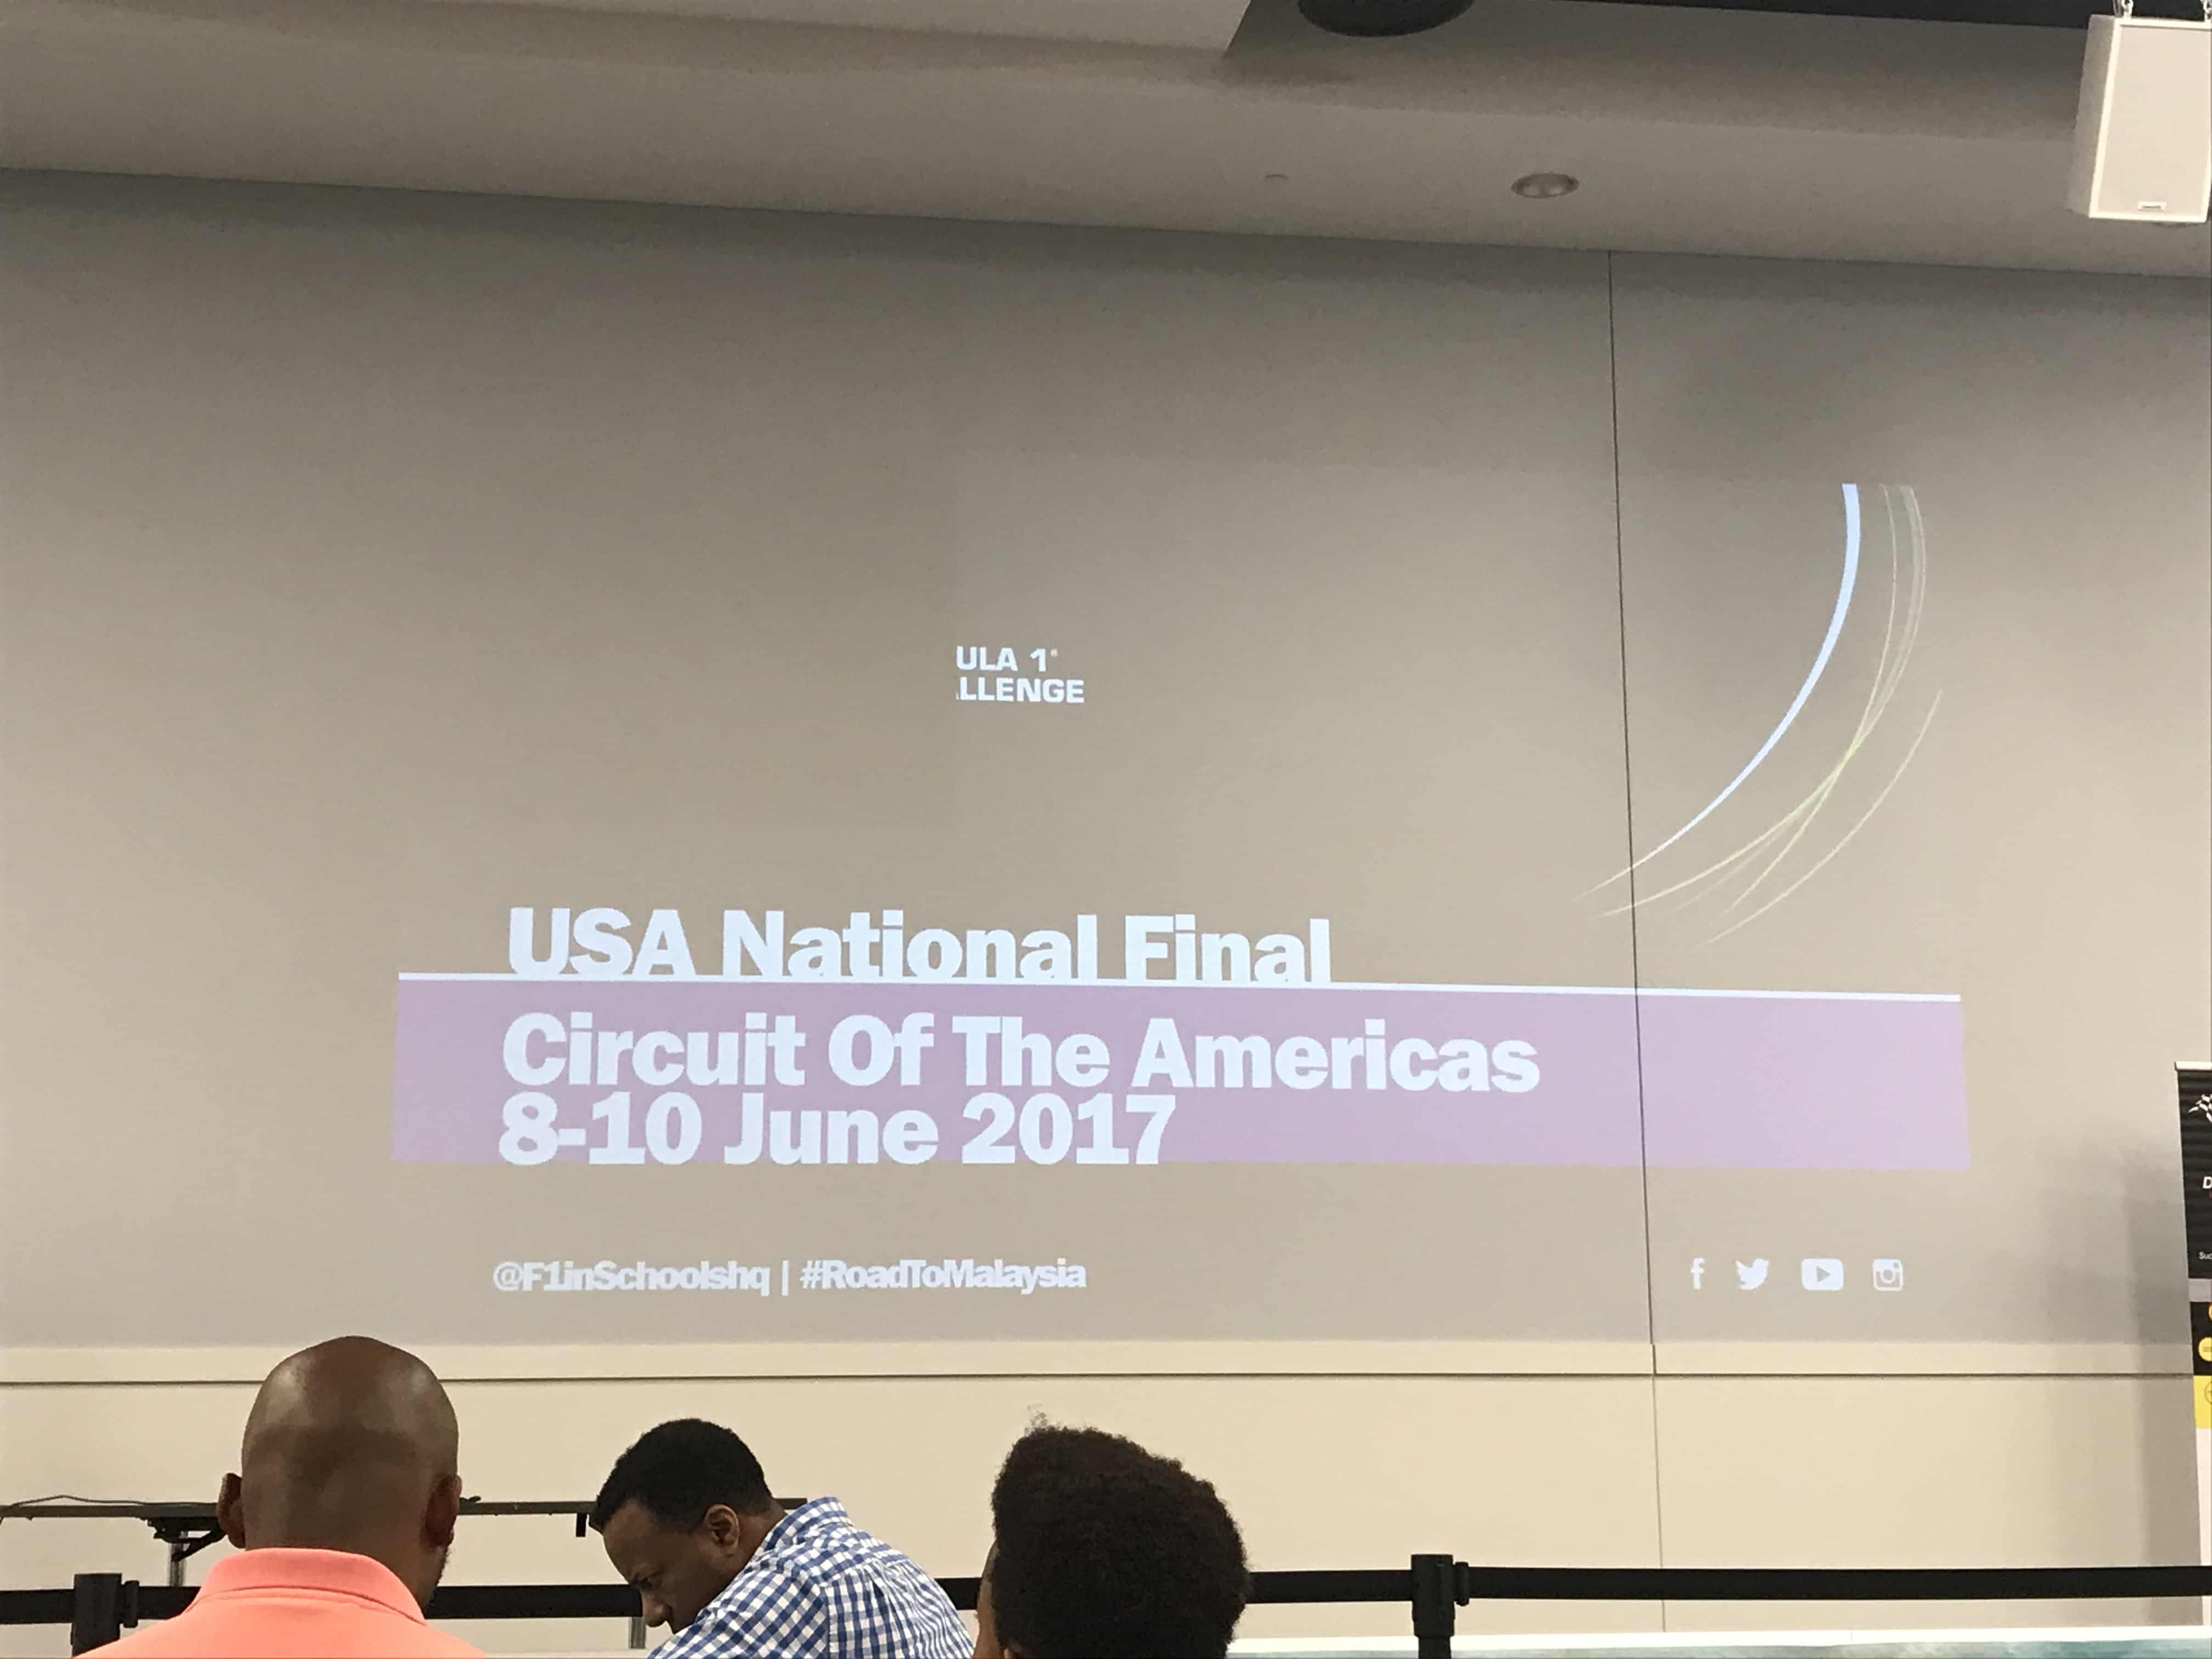 ULA 1®
LLENGE
USA National Final
Circuit Of The Americas
8-10 June 2017
@F1inSchoolshq | #RoadToMalaysia